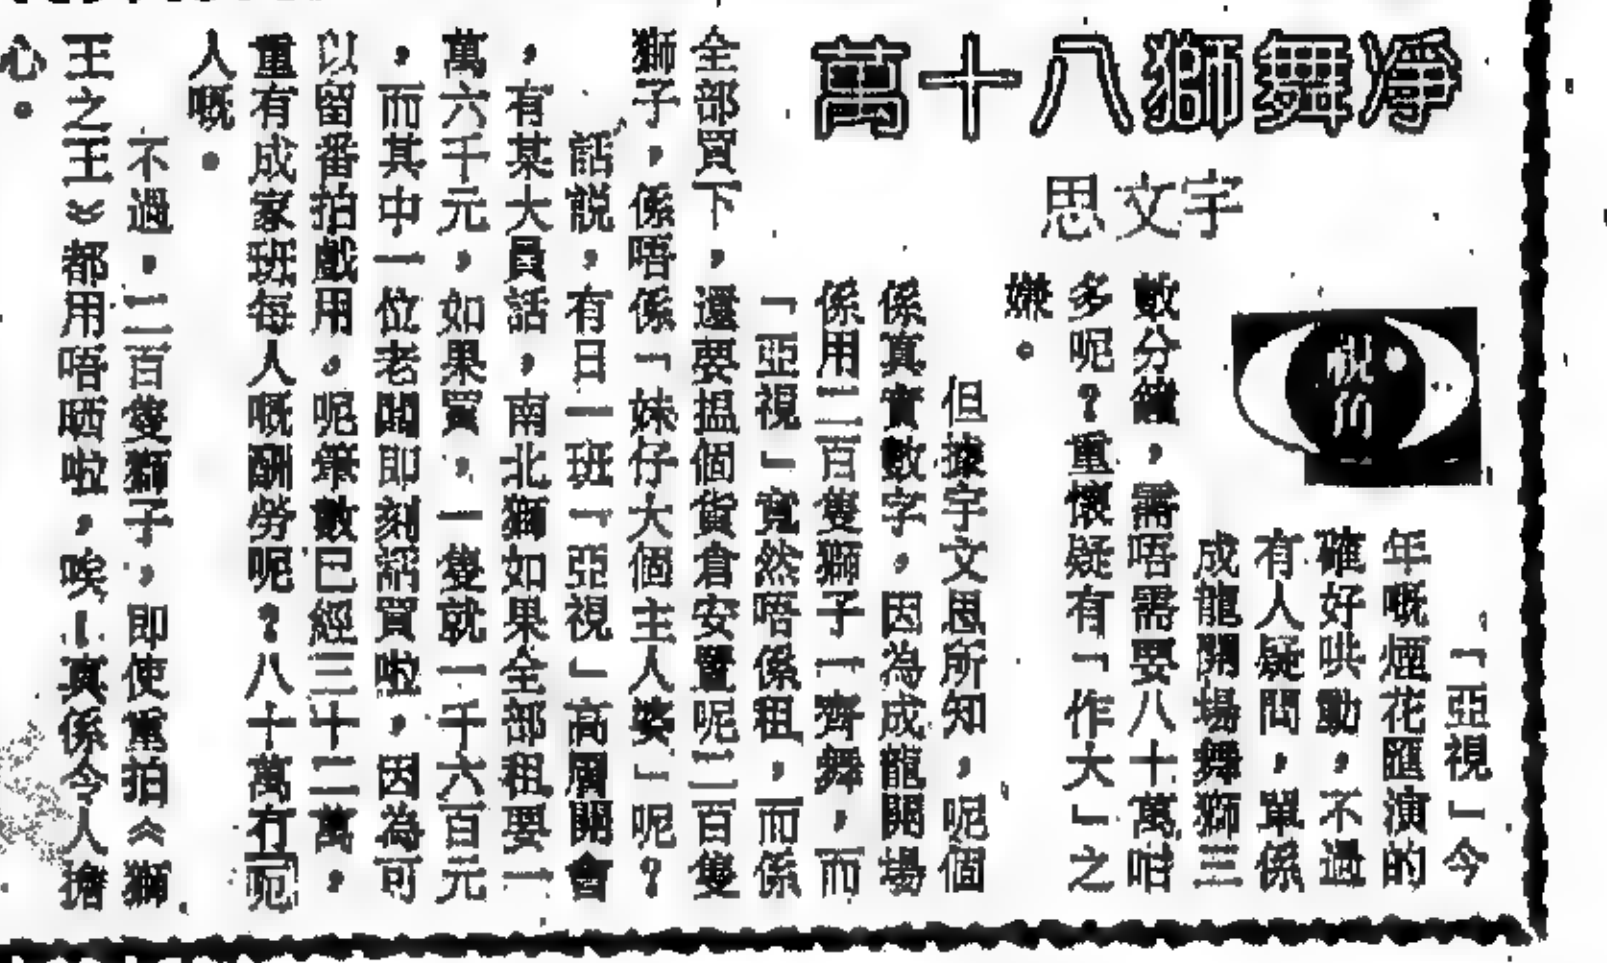 淨舞獅八十萬
宇文思
視角
「亞視」今
年嘅煙花匯演的
確好哄動，不過
有人疑問，單係
成龍開場舞獅三
數分鐘，需唔需要八十萬咁
多呢？重懷疑有「作大」之
嫌。
但據宇文思所知，呢個
係真實數字，因為成龍開場
係用二百隻獅子一齊舞，而
「亞視」竟然唔係租，而係
全部買下，還要揾個貨倉安置呢二百隻
獅子，係唔係「妹仔大個主人婆」呢？
話說，有日一班「亞視」高層開會
，有某大員話，南北獅如果全部租要一
萬六千元，如果買，一隻就一千六百元
，而其中一位老闆即刻話買啦，因為可
以留番拍戲用。呢筆數已經三十二萬，
重有成家班每人嘅酬勞呢？八十萬冇呃
人嘅。
不過，二百隻獅子，即使重拍《獅
王之王》都用唔晒啦，唉！真係令人擔
心。